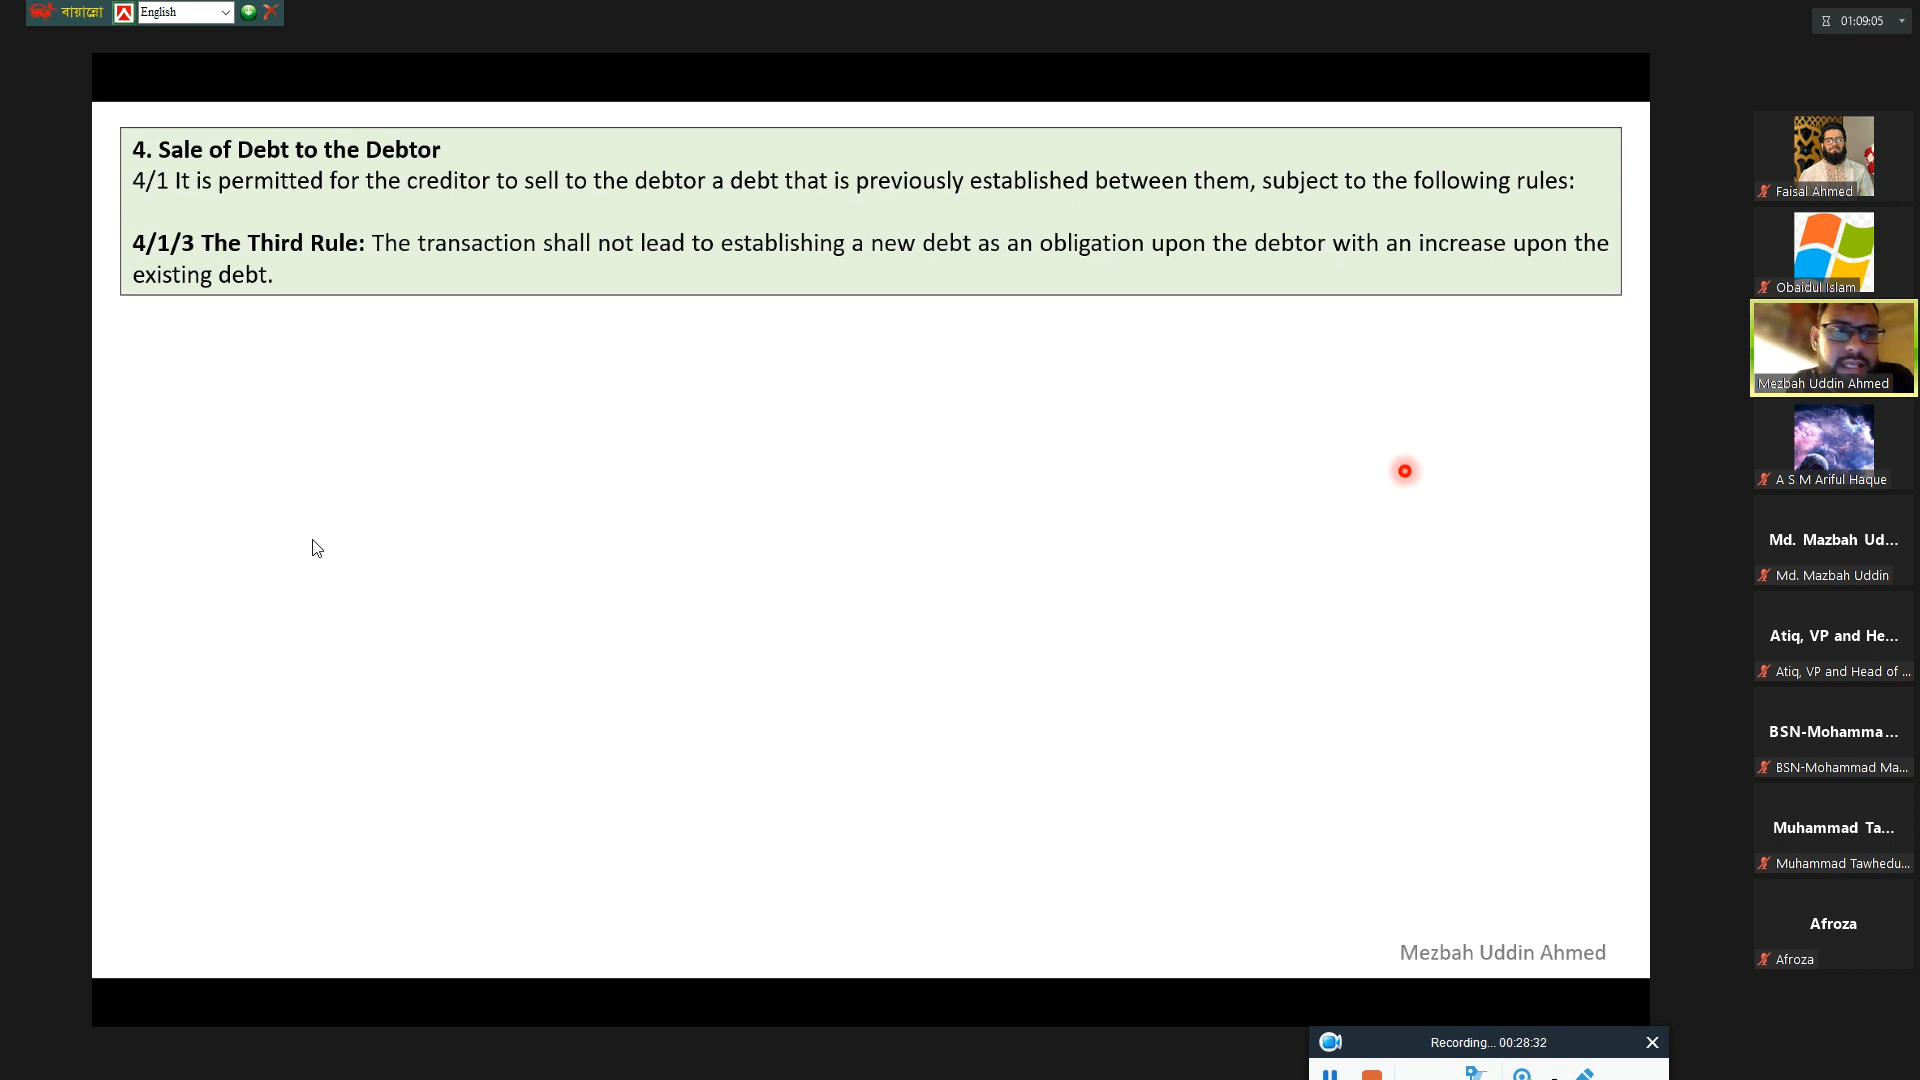 বায়ান্নো
English
01:09:05
4. Sale of Debt to the Debtor
4/1 It is permitted for the creditor to sell to the debtor a debt that is previously established between them, subject to the following rules:
4/1/3 The Third Rule: The transaction shall not lead to establishing a new debt as an obligation upon the debtor with an increase upon the
existing debt.
Mezbah Uddin Ahmed
Faisal Ahmed
Obaidul Islam
Mezbah Uddin Ahmed
A S M Ariful Haque
Md. Mazbah Ud...
Md. Mazbah Uddin
Atiq, VP and He...
Atiq, VP and Head of ...
BSN-Mohamma...
BSN-Mohammad Ma...
Muhammad Ta...
Muhammad Tawhedu...
Afroza
Afroza
Recording... 00:28:32